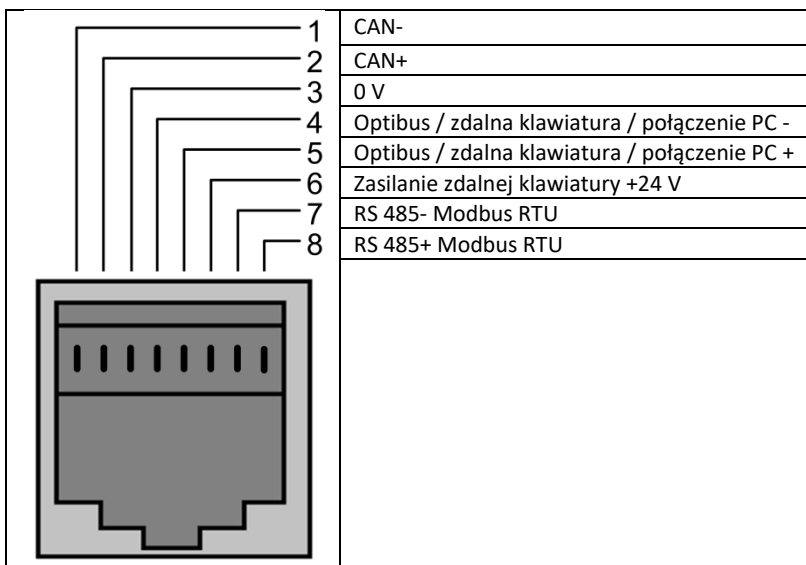 1 CAN-
2 CAN+
3 0 V
4 Optibus / zdalna klawiatura / połączenie PC -
5 Optibus / zdalna klawiatura / połączenie PC +
6 Zasilanie zdalnej klawiatury +24 V
7 RS 485- Modbus RTU
8 RS 485+ Modbus RTU